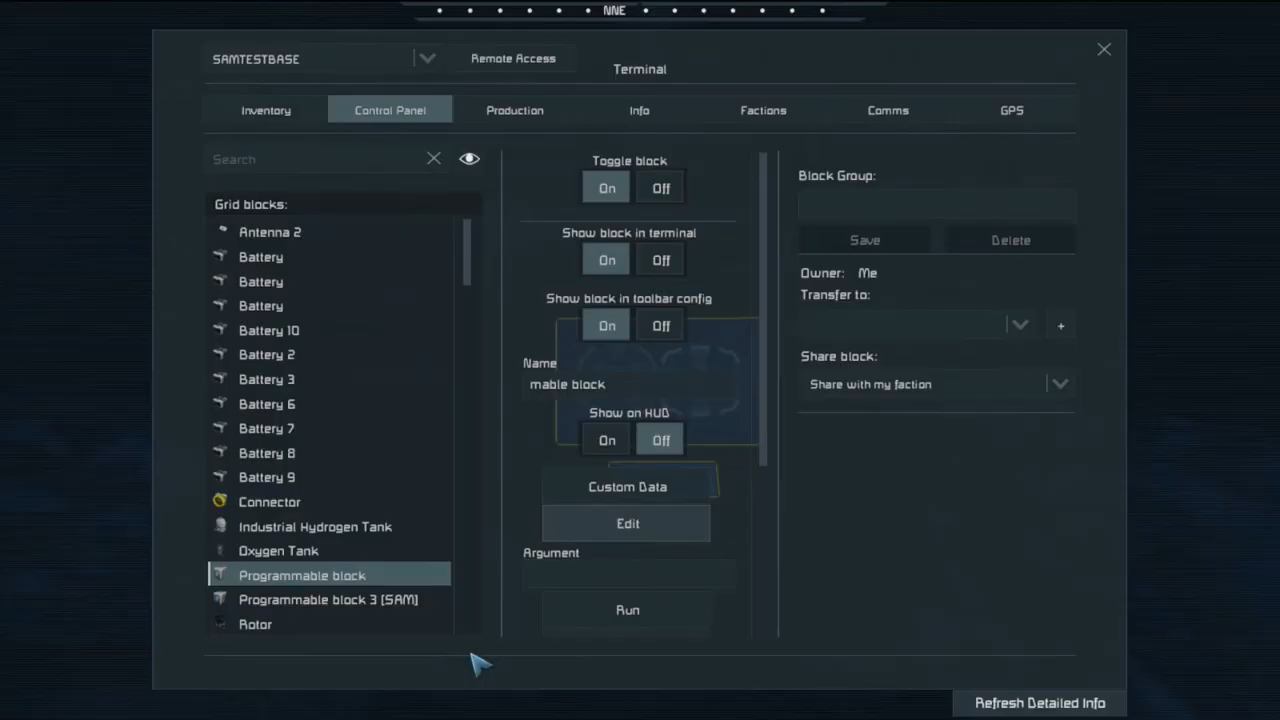 NNE
SAMTESTBASE
Remote Access
Terminal
Inventory
Control Panel
Production
Info
Factions
Comms
GPS
Search
Grid blocks:
Antenna 2
Battery
Battery
Battery
Battery 10
Battery 2
Battery 3
Battery 6
Battery 7
Battery 8
Battery 9
Connector
Industrial Hydrogen Tank
Oxygen Tank
Programmable block
Programmable block 3 [SAM]
Rotor
Toggle block
On Off
Show block in terminal
On Off
Show block in toolbar config
On Off
Name
mable block
Show on HUD
On Off
Custom Data
Edit
Argument
Run
Block Group:
Save Delete
Owner: Me
Transfer to:
+
Share block:
Share with my faction
Refresh Detailed Info